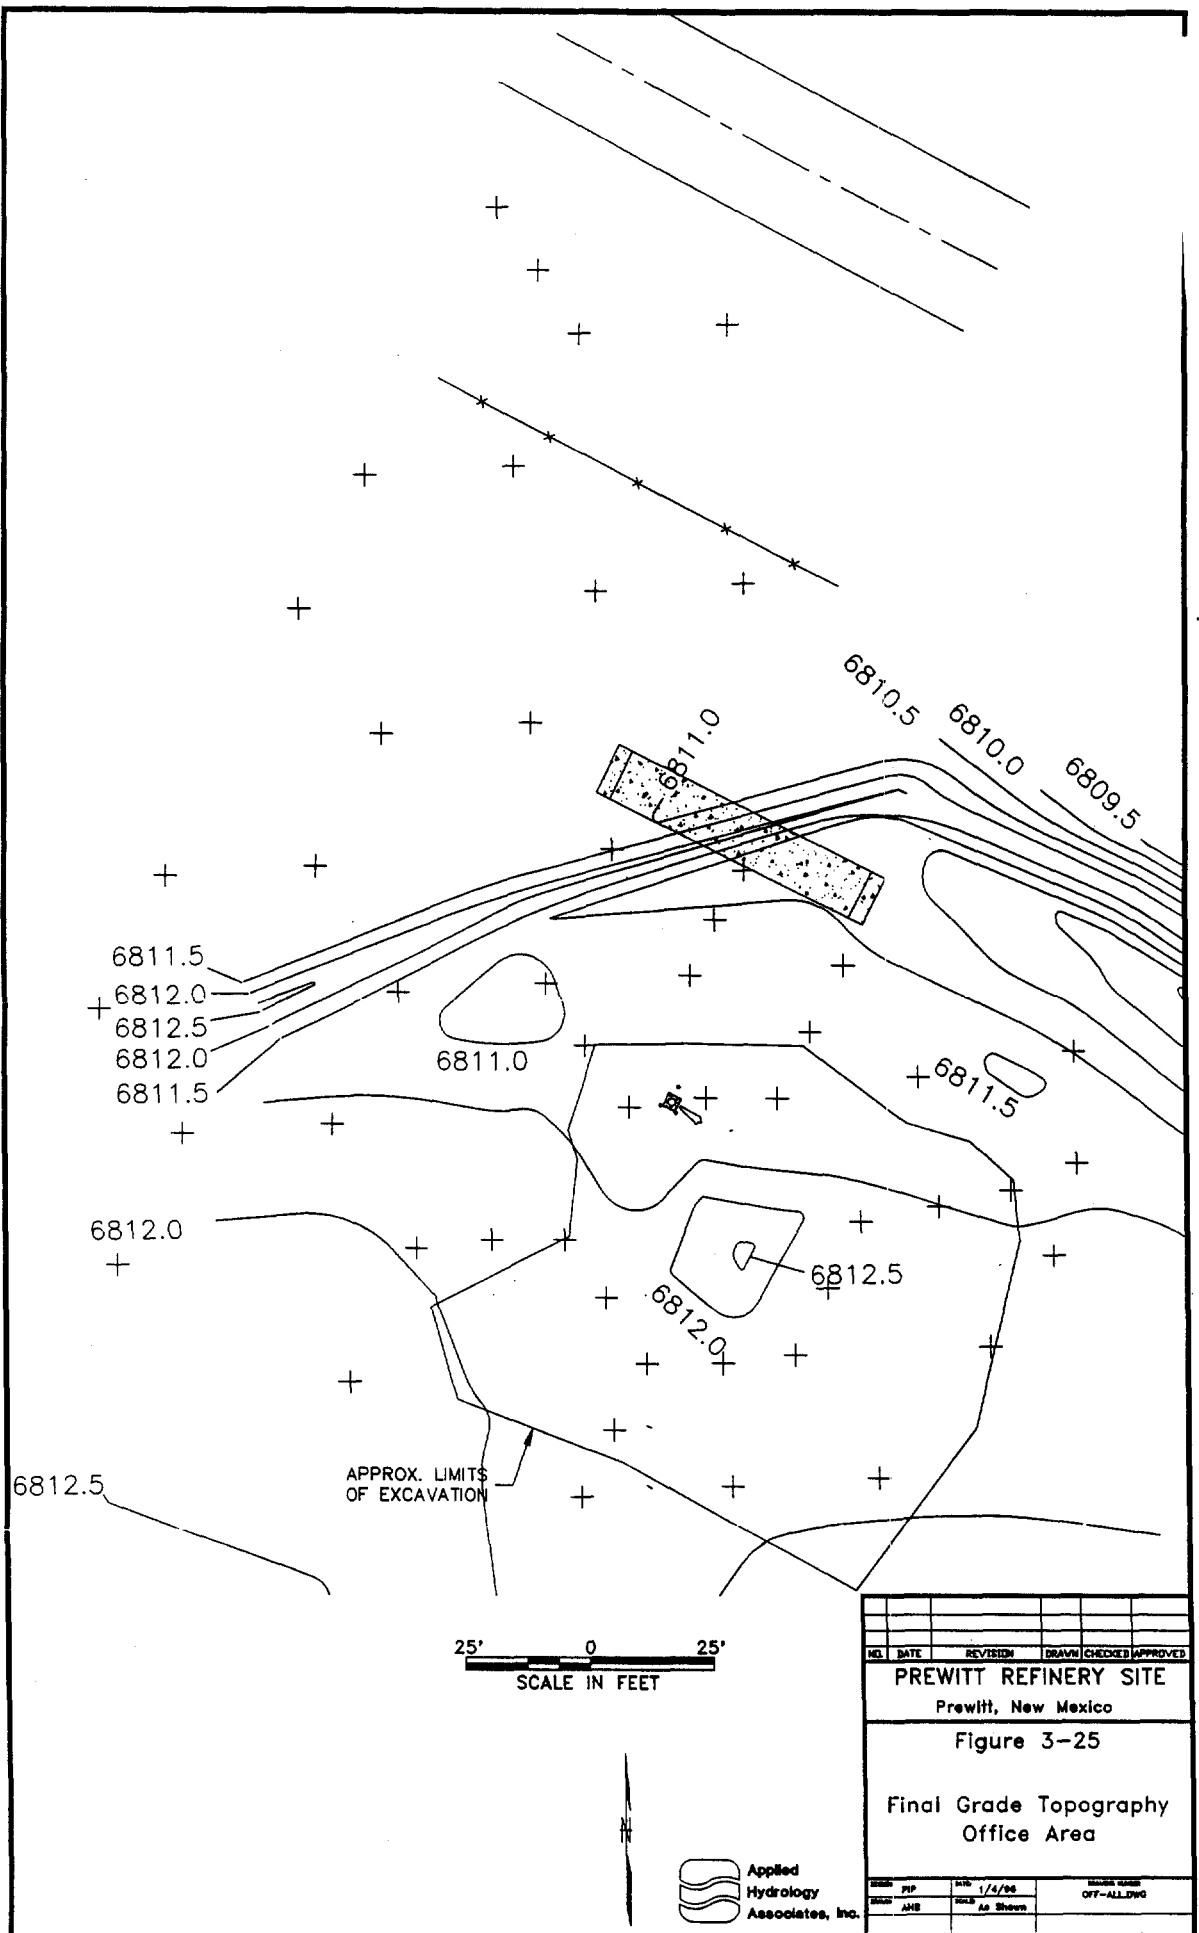 6811.0
6810.5
6810.0
6809.5
6811.5
6812.0
6812.5
6812.0
6811.5
6811.0
6811.5
6812.0
6812.5
6812.0
6812.5
APPROX. LIMITS
OF EXCAVATION
25' 0 25'
SCALE IN FEET
NO. DATE REVISION DRAWN CHECKED APPROVED
PREWITT REFINERY SITE
Prewitt, New Mexico
Figure 3-25
Final Grade Topography
Office Area
N
Applied
Hydrology
Associates, Inc.
PJP DATE 1/4/96
OFF-ALL.DWG
AHB SCALE As Shown